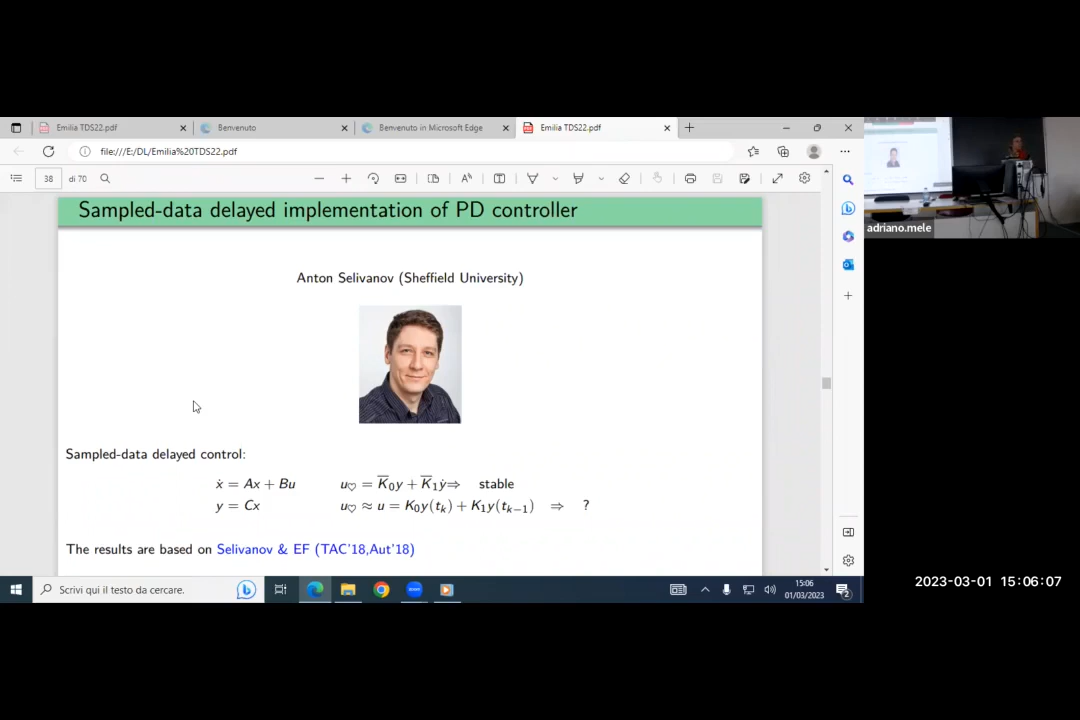 Emilia TDS22.pdf
Benvenuto
Benvenuto in Microsoft Edge
Emilia TDS22.pdf
file:///E:/DL/Emilia%20TDS22.pdf
38 di 70
Sampled-data delayed implementation of PD controller
Anton Selivanov (Sheffield University)
Sampled-data delayed control:
ẋ = Ax + Bu u♡ = K̅₀y + K̅₁ẏ⇒ stable
y = Cx u♡ ≈ u = K₀y(tₖ) + K₁y(tₖ₋₁) ⇒ ?
The results are based on Selivanov & EF (TAC'18,Aut'18)
Scrivi qui il testo da cercare.
15:06
01/03/2023
2
adriano.mele
2023-03-01 15:06:07